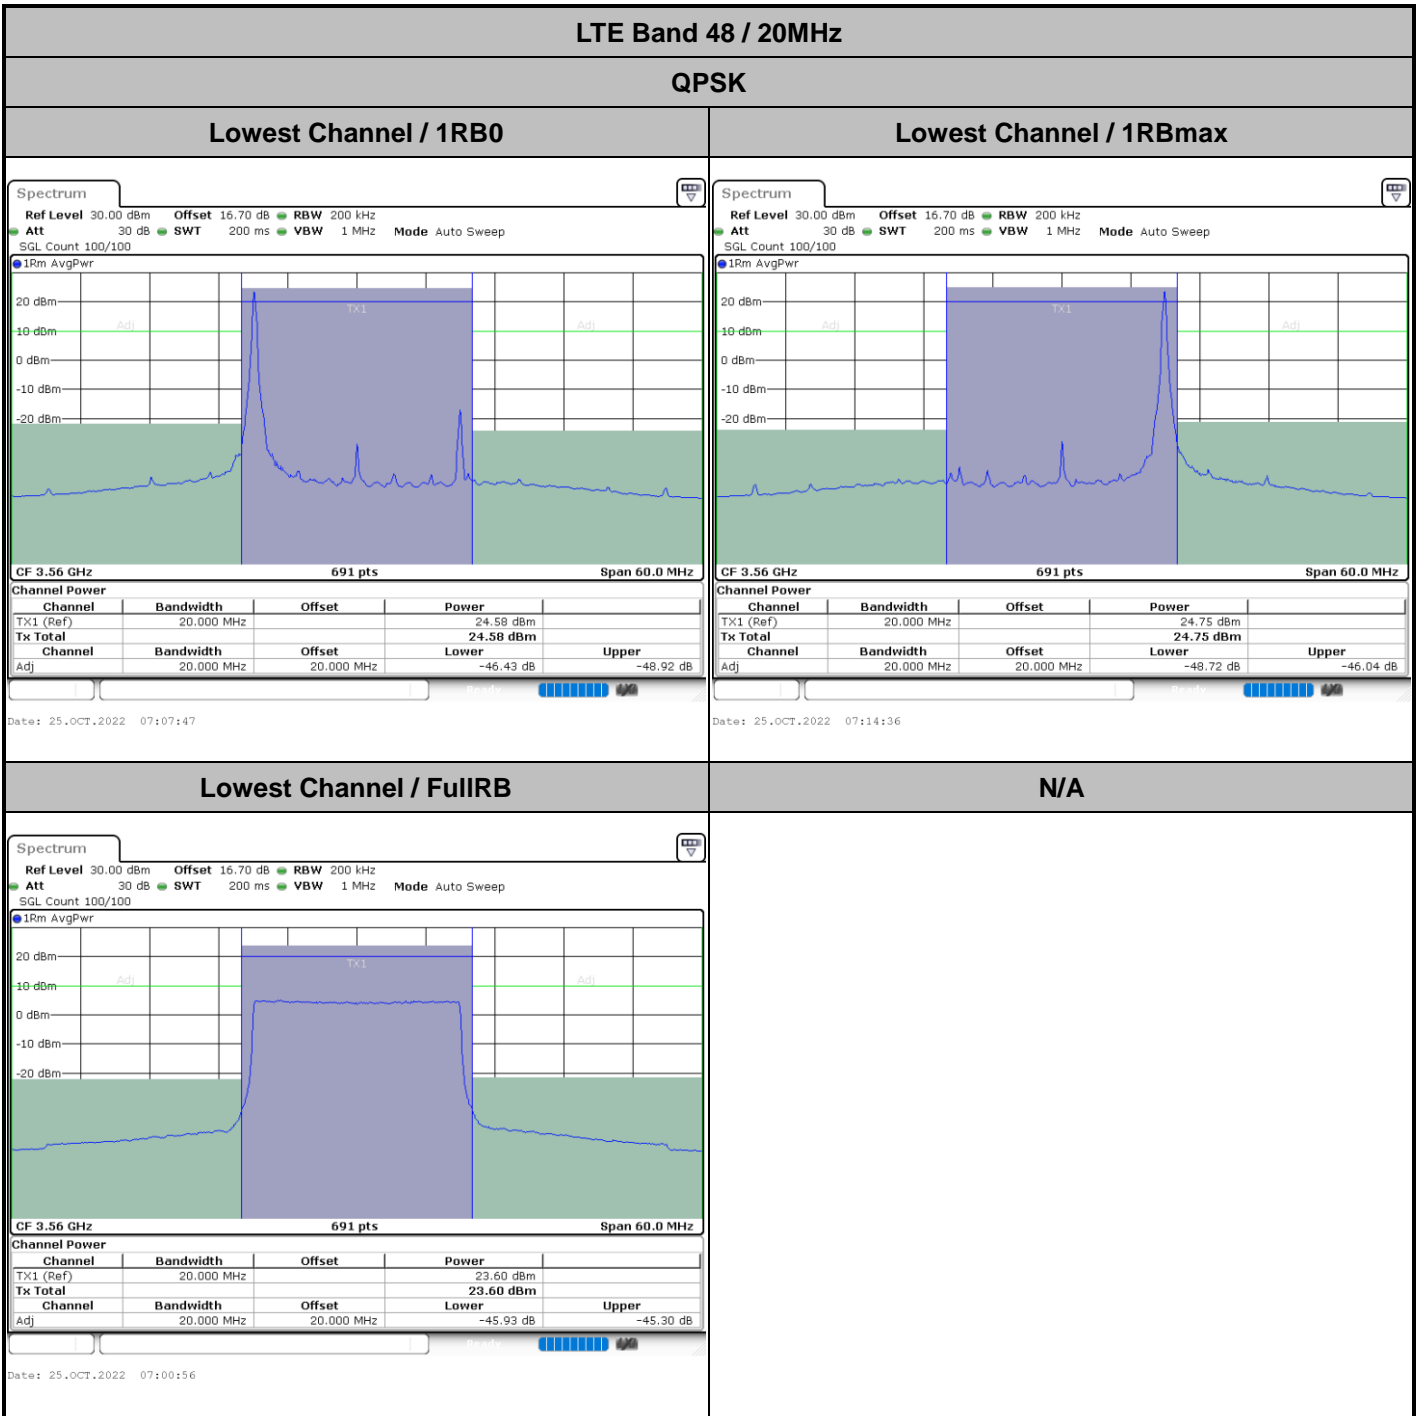 LTE Band 48 / 20MHz
QPSK
Lowest Channel / 1RB0
Lowest Channel / 1RBmax
Spectrum
Ref Level 30.00 dBm Offset 16.70 dB RBW 200 kHz
Att 30 dB SWT 200 ms VBW 1 MHz Mode Auto Sweep
SGL Count 100/100
1Rm AvgPwr
20 dBm
TX1
10 dBm
Adj
Adj
0 dBm
-10 dBm
-20 dBm
CF 3.56 GHz 691 pts Span 60.0 MHz
Channel Power
Channel Bandwidth Offset Power
TX1 (Ref) 20.000 MHz 24.58 dBm
Tx Total 24.58 dBm
Channel Bandwidth Offset Lower Upper
Adj 20.000 MHz 20.000 MHz -46.43 dB -48.92 dB
Ready
Date: 25.OCT.2022 07:07:47
Spectrum
Ref Level 30.00 dBm Offset 16.70 dB RBW 200 kHz
Att 30 dB SWT 200 ms VBW 1 MHz Mode Auto Sweep
SGL Count 100/100
1Rm AvgPwr
20 dBm
TX1
10 dBm
Adj
Adj
0 dBm
-10 dBm
-20 dBm
CF 3.56 GHz 691 pts Span 60.0 MHz
Channel Power
Channel Bandwidth Offset Power
TX1 (Ref) 20.000 MHz 24.75 dBm
Tx Total 24.75 dBm
Channel Bandwidth Offset Lower Upper
Adj 20.000 MHz 20.000 MHz -48.72 dB -46.04 dB
Ready
Date: 25.OCT.2022 07:14:36
Lowest Channel / FullRB
N/A
Spectrum
Ref Level 30.00 dBm Offset 16.70 dB RBW 200 kHz
Att 30 dB SWT 200 ms VBW 1 MHz Mode Auto Sweep
SGL Count 100/100
1Rm AvgPwr
20 dBm
TX1
10 dBm
Adj
Adj
0 dBm
-10 dBm
-20 dBm
CF 3.56 GHz 691 pts Span 60.0 MHz
Channel Power
Channel Bandwidth Offset Power
TX1 (Ref) 20.000 MHz 23.60 dBm
Tx Total 23.60 dBm
Channel Bandwidth Offset Lower Upper
Adj 20.000 MHz 20.000 MHz -45.93 dB -45.30 dB
Ready
Date: 25.OCT.2022 07:00:56